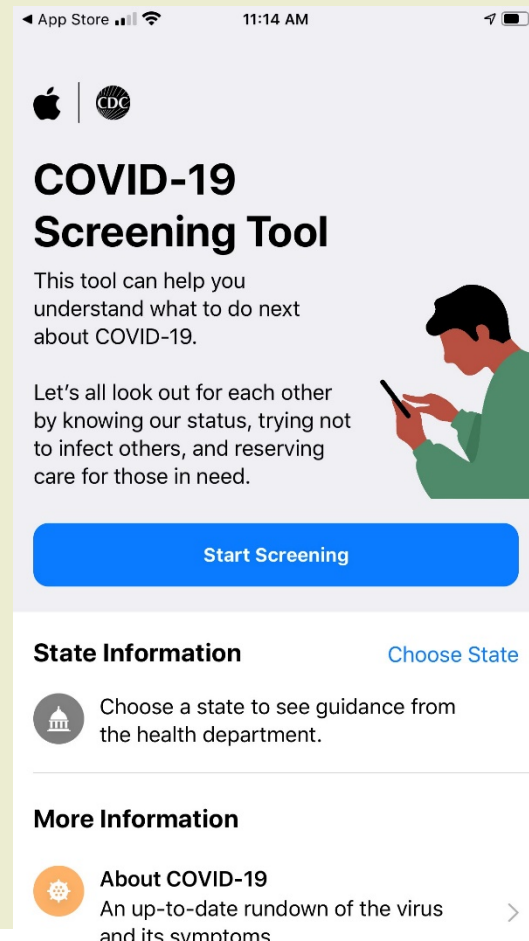 ◀ App Store
11:14 AM
CDC
COVID-19
Screening Tool
This tool can help you
understand what to do next
about COVID-19.
Let’s all look out for each other
by knowing our status, trying not
to infect others, and reserving
care for those in need.
Start Screening
State Information
Choose State
Choose a state to see guidance from
the health department.
More Information
About COVID-19
An up-to-date rundown of the virus
and its symptoms